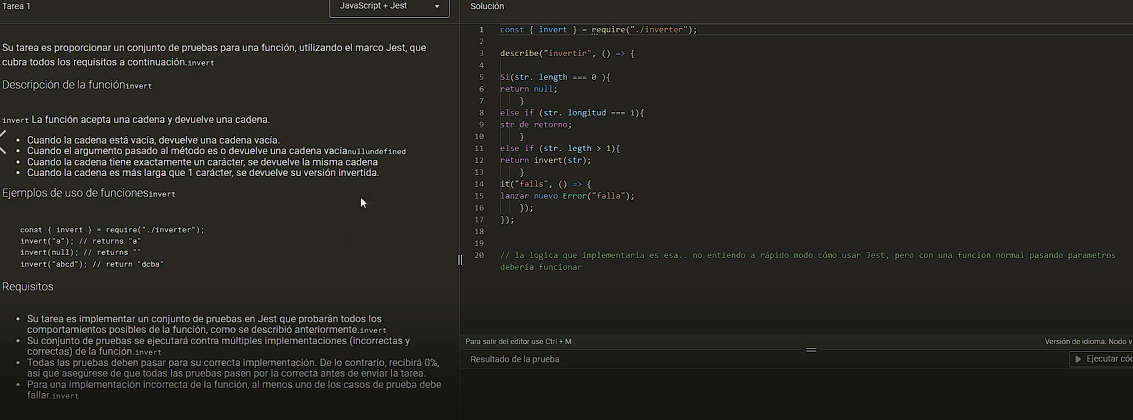 Tarea 1
JavaScript + Jest
Su tarea es proporcionar un conjunto de pruebas para una función, utilizando el marco Jest, que
cubra todos los requisitos a continuación.invert
Descripción de la funcióninvert
invert La función acepta una cadena y devuelve una cadena.
• Cuando la cadena está vacía, devuelve una cadena vacía.
• Cuando el argumento pasado al método es o devuelve una cadena vacíanullundefined
• Cuando la cadena tiene exactamente un carácter, se devuelve la misma cadena
• Cuando la cadena es más larga que 1 carácter, se devuelve su versión invertida.
Ejemplos de uso de funcionesinvert
const { invert } = require("./inverter");
invert("a"); // returns "a"
invert(null); // returns ""
invert("abcd"); // return "dcba"
Requisitos
• Su tarea es implementar un conjunto de pruebas en Jest que probarán todos los
comportamientos posibles de la función, como se describió anteriormente.invert
• Su conjunto de pruebas se ejecutará contra múltiples implementaciones (incorrectas y
correctas) de la función.invert
• Todas las pruebas deben pasar para su correcta implementación. De lo contrario, recibirá 0%,
así que asegúrese de que todas las pruebas pasen por la correcta antes de enviar la tarea.
• Para una implementación incorrecta de la función, al menos uno de los casos de prueba debe
fallar.invert
Solución
1 const { invert } = require("./inverter");
2
3 describe("invertir", () => {
4
5 Si(str. length === 0 ){
6 return null;
7 }
8 else if (str. longitud === 1){
9 str de retorno;
10 }
11 else if (str. legth > 1){
12 return invert(str);
13 }
14 it("fails", () => {
15 lanzar nuevo Error("falla");
16 });
17 });
18
19
20 // la logica que implementaría es esa.. no entiendo a rápido modo cómo usar Jest, pero con una funcion normal pasando parametros
debería funcionar
Para salir del editor use Ctrl + M
Versión de idioma: Nodo v
Resultado de la prueba
Ejecutar cód